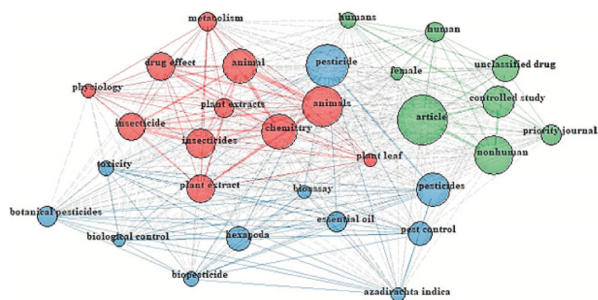 metabolism
humans
human
drug effect
animal
pesticide
female
unclassified drug
physiology
plant extracts
animals
controlled study
insecticide
insecticides
chemistry
article
priority journal
plant leaf
nonhuman
toxicity
plant extract
bioassay
pesticides
botanical pesticides
essential oil
biological control
hexapoda
pest control
biopesticide
azadirachta indica